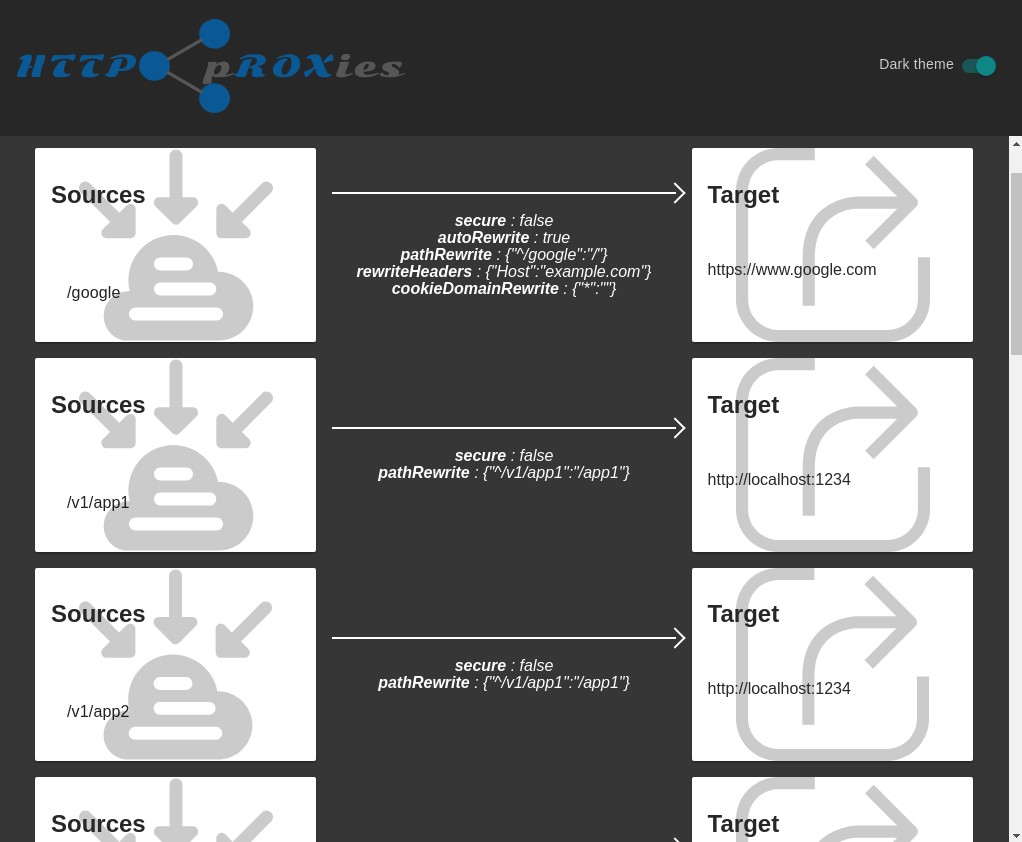 HTTP pROXies
Dark theme
Sources
/google
secure : false
autoRewrite : true
pathRewrite : {"^/google":"/"}
rewriteHeaders : {"Host":"example.com"}
cookieDomainRewrite : {"*":""}
Target
https://www.google.com
Sources
/v1/app1
secure : false
pathRewrite : {"^/v1/app1":"/app1"}
Target
http://localhost:1234
Sources
/v1/app2
secure : false
pathRewrite : {"^/v1/app1":"/app1"}
Target
http://localhost:1234
Sources
Target